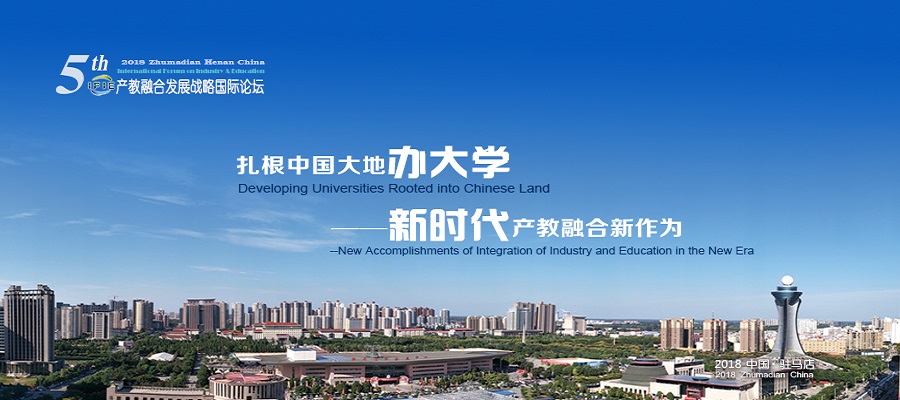 5th
2018 Zhumadian Henan China
International Forum on Industry & Education
IFIE 产教融合发展战略国际论坛
扎根中国大地办大学
Developing Universities Rooted into Chinese Land
——新时代产教融合新作为
--New Accomplishments of Integration of Industry and Education in the New Era
2018 中国·驻马店
2018 Zhumadian China